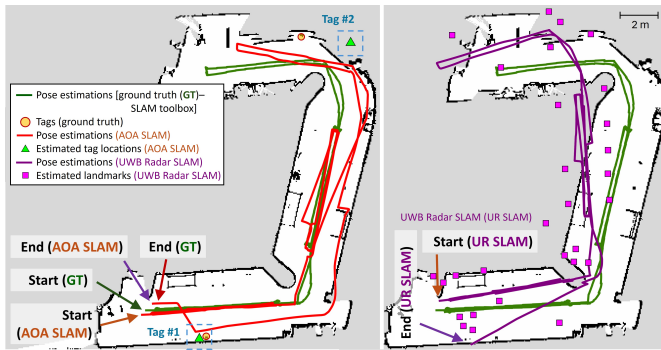 Tag #2
2 m
Pose estimations [ground truth (GT)–
SLAM toolbox]
Tags (ground truth)
Pose estimations (AOA SLAM)
Estimated tag locations (AOA SLAM)
Pose estimations (UWB Radar SLAM)
Estimated landmarks (UWB Radar SLAM)
UWB Radar SLAM (UR SLAM)
End (AOA SLAM)
End (GT)
Start (GT)
Start
(AOA SLAM)
Tag #1
Start (UR SLAM)
End (UR SLAM)